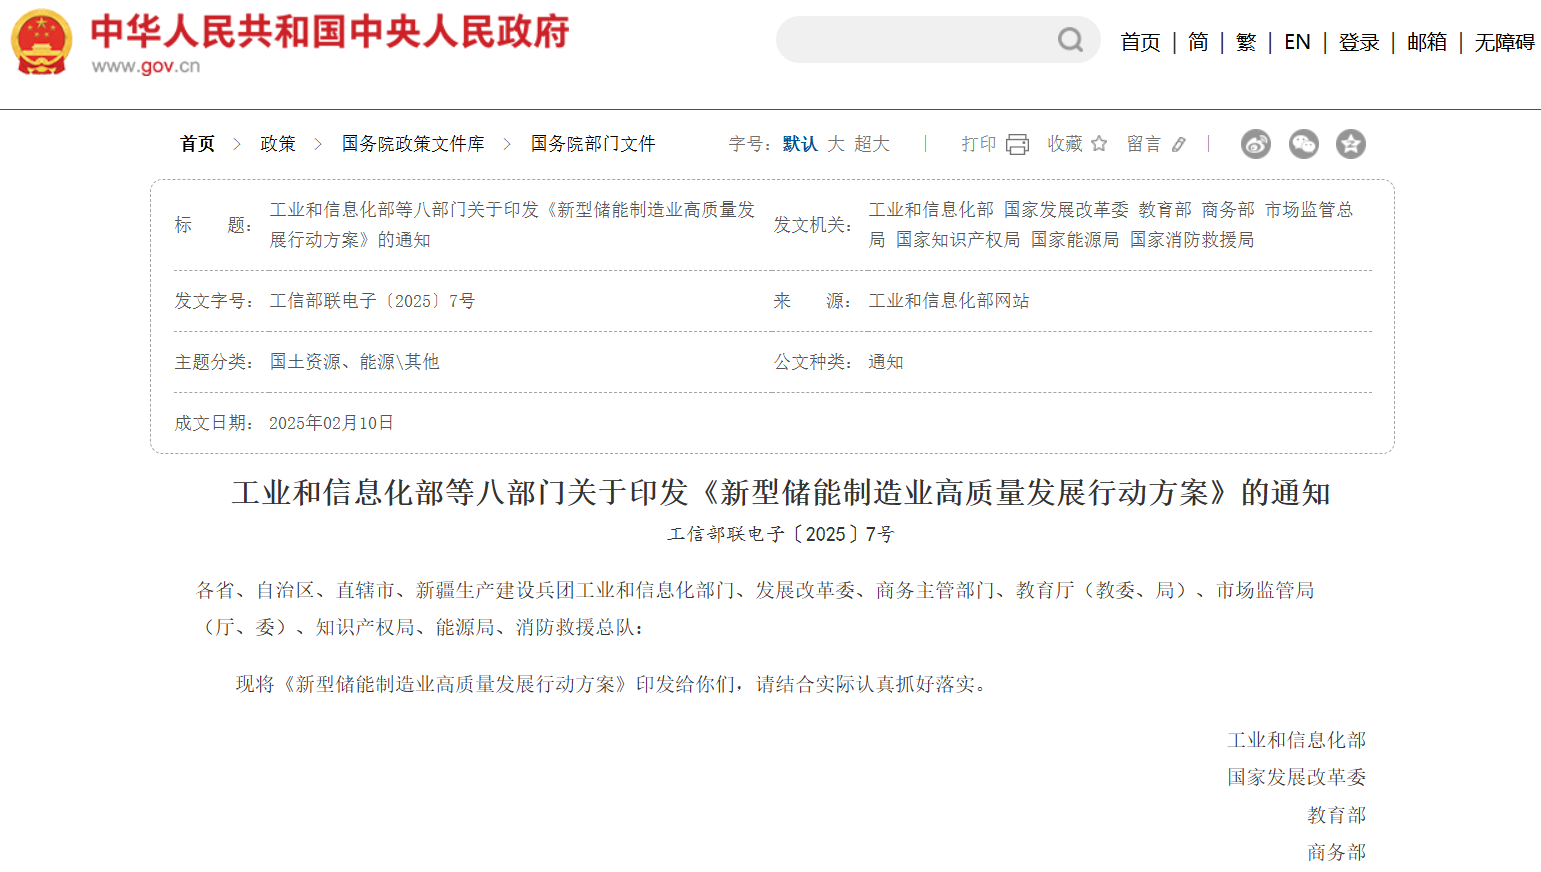 中华人民共和国中央人民政府
www.gov.cn
首页 | 简 | 繁 | EN | 登录 | 邮箱 | 无障碍
首页 > 政策 > 国务院政策文件库 > 国务院部门文件
字号：默认 大 超大 | 打印 收藏 留言 |
标 题：
工业和信息化部等八部门关于印发《新型储能制造业高质量发
展行动方案》的通知
发文机关：
工业和信息化部 国家发展改革委 教育部 商务部 市场监管总
局 国家知识产权局 国家能源局 国家消防救援局
发文字号： 工信部联电子〔2025〕7号
来 源： 工业和信息化部网站
主题分类： 国土资源、能源\其他
公文种类： 通知
成文日期： 2025年02月10日
工业和信息化部等八部门关于印发《新型储能制造业高质量发展行动方案》的通知
工信部联电子〔2025〕7号
各省、自治区、直辖市、新疆生产建设兵团工业和信息化部门、发展改革委、商务主管部门、教育厅（教委、局）、市场监管局
（厅、委）、知识产权局、能源局、消防救援总队：
现将《新型储能制造业高质量发展行动方案》印发给你们，请结合实际认真抓好落实。
工业和信息化部
国家发展改革委
教育部
商务部